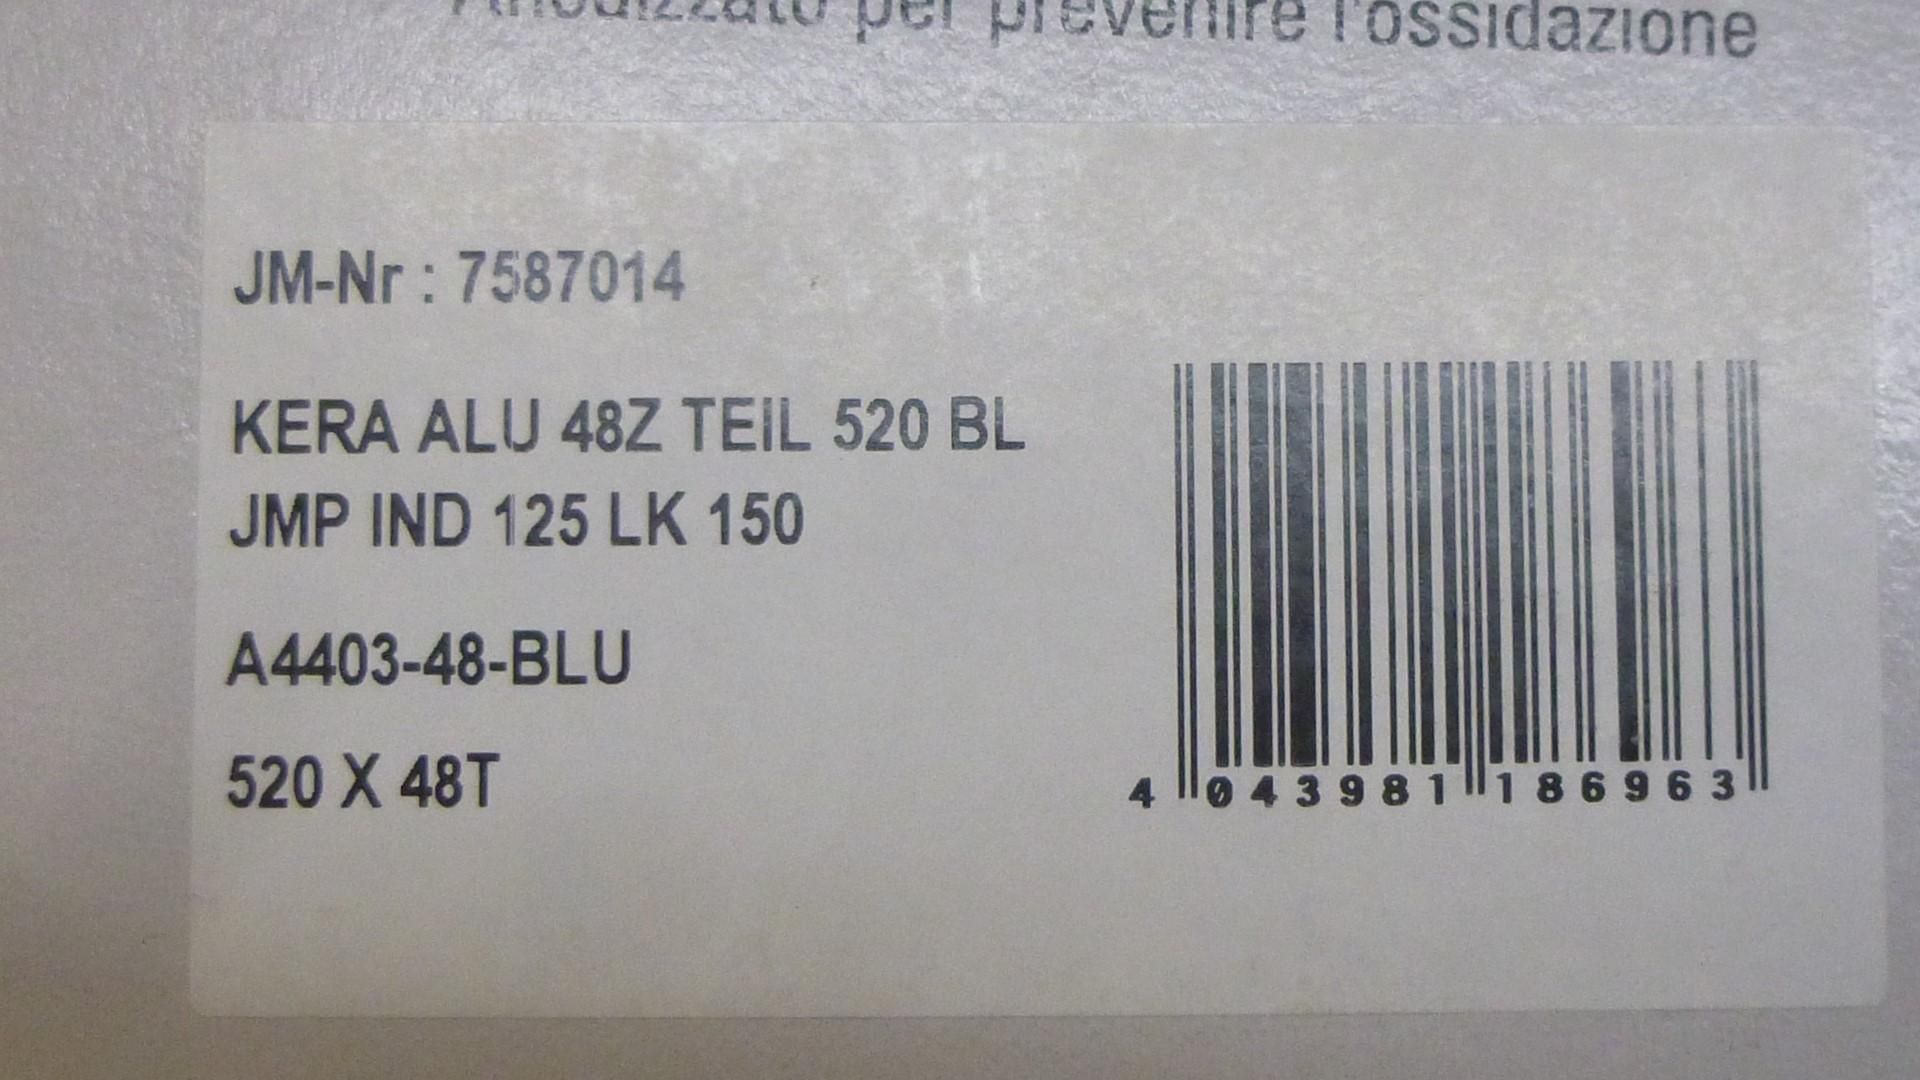 Anodizzato per prevenire l'ossidazione
JM-Nr : 7587014
KERA ALU 48Z TEIL 520 BL
JMP IND 125 LK 150
A4403-48-BLU
520 X 48T
4 043981 186963